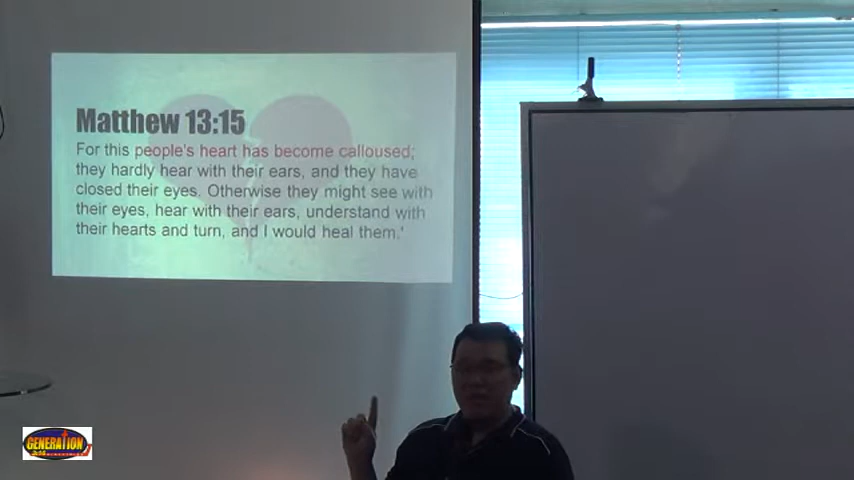 Matthew 13:15
For this people's heart has become calloused;
they hardly hear with their ears, and they have
closed their eyes. Otherwise they might see with
their eyes, hear with their ears, understand with
their hearts and turn, and I would heal them.'
GENERATION